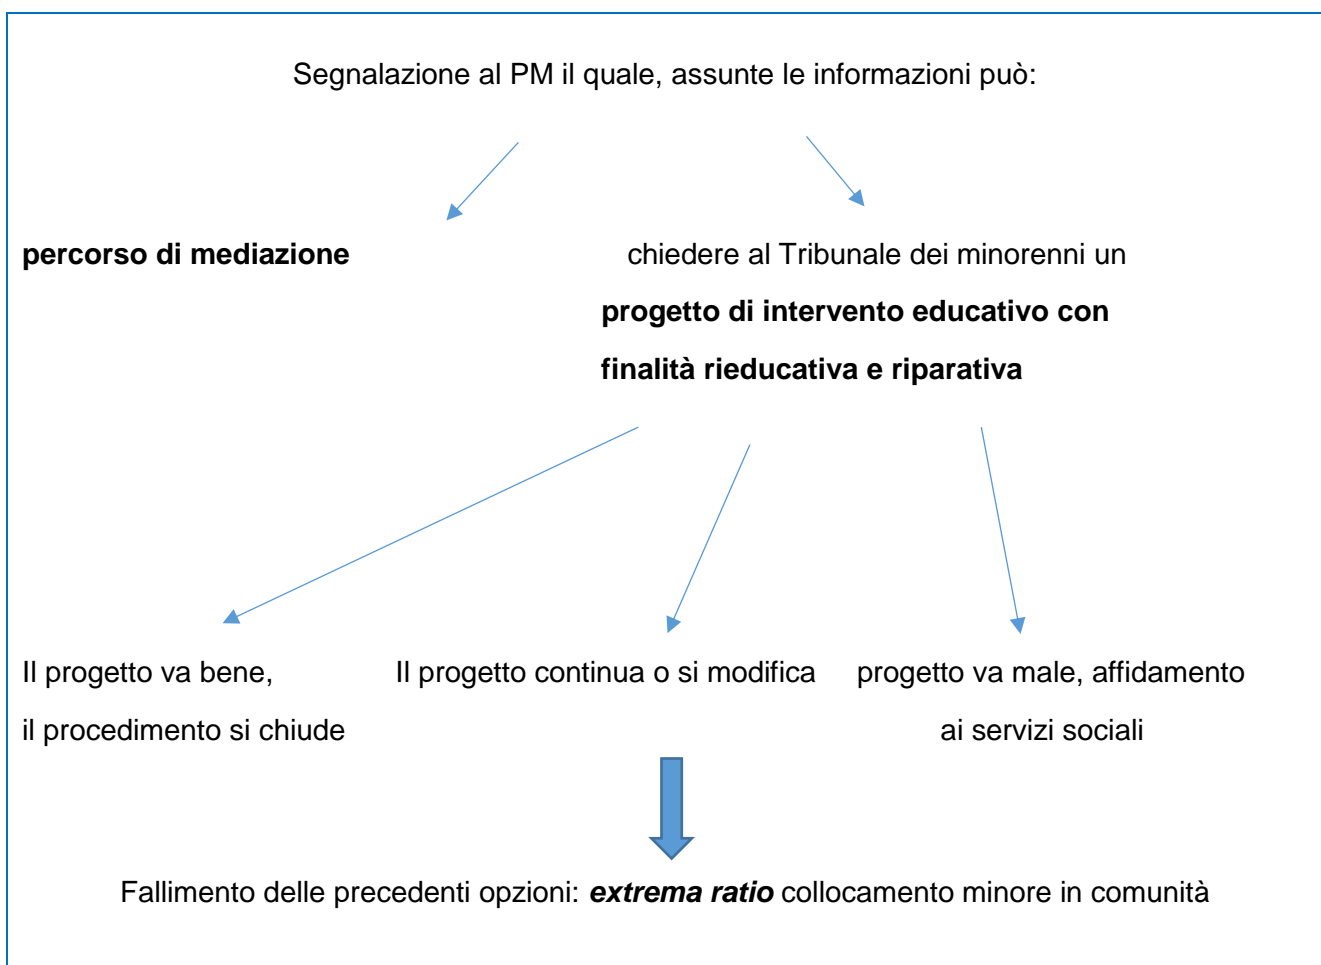 Segnalazione al PM il quale, assunte le informazioni può:
percorso di mediazione
chiedere al Tribunale dei minorenni un
progetto di intervento educativo con
finalità rieducativa e riparativa
Il progetto va bene,
il procedimento si chiude
Il progetto continua o si modifica
progetto va male, affidamento
ai servizi sociali
Fallimento delle precedenti opzioni: extrema ratio collocamento minore in comunità